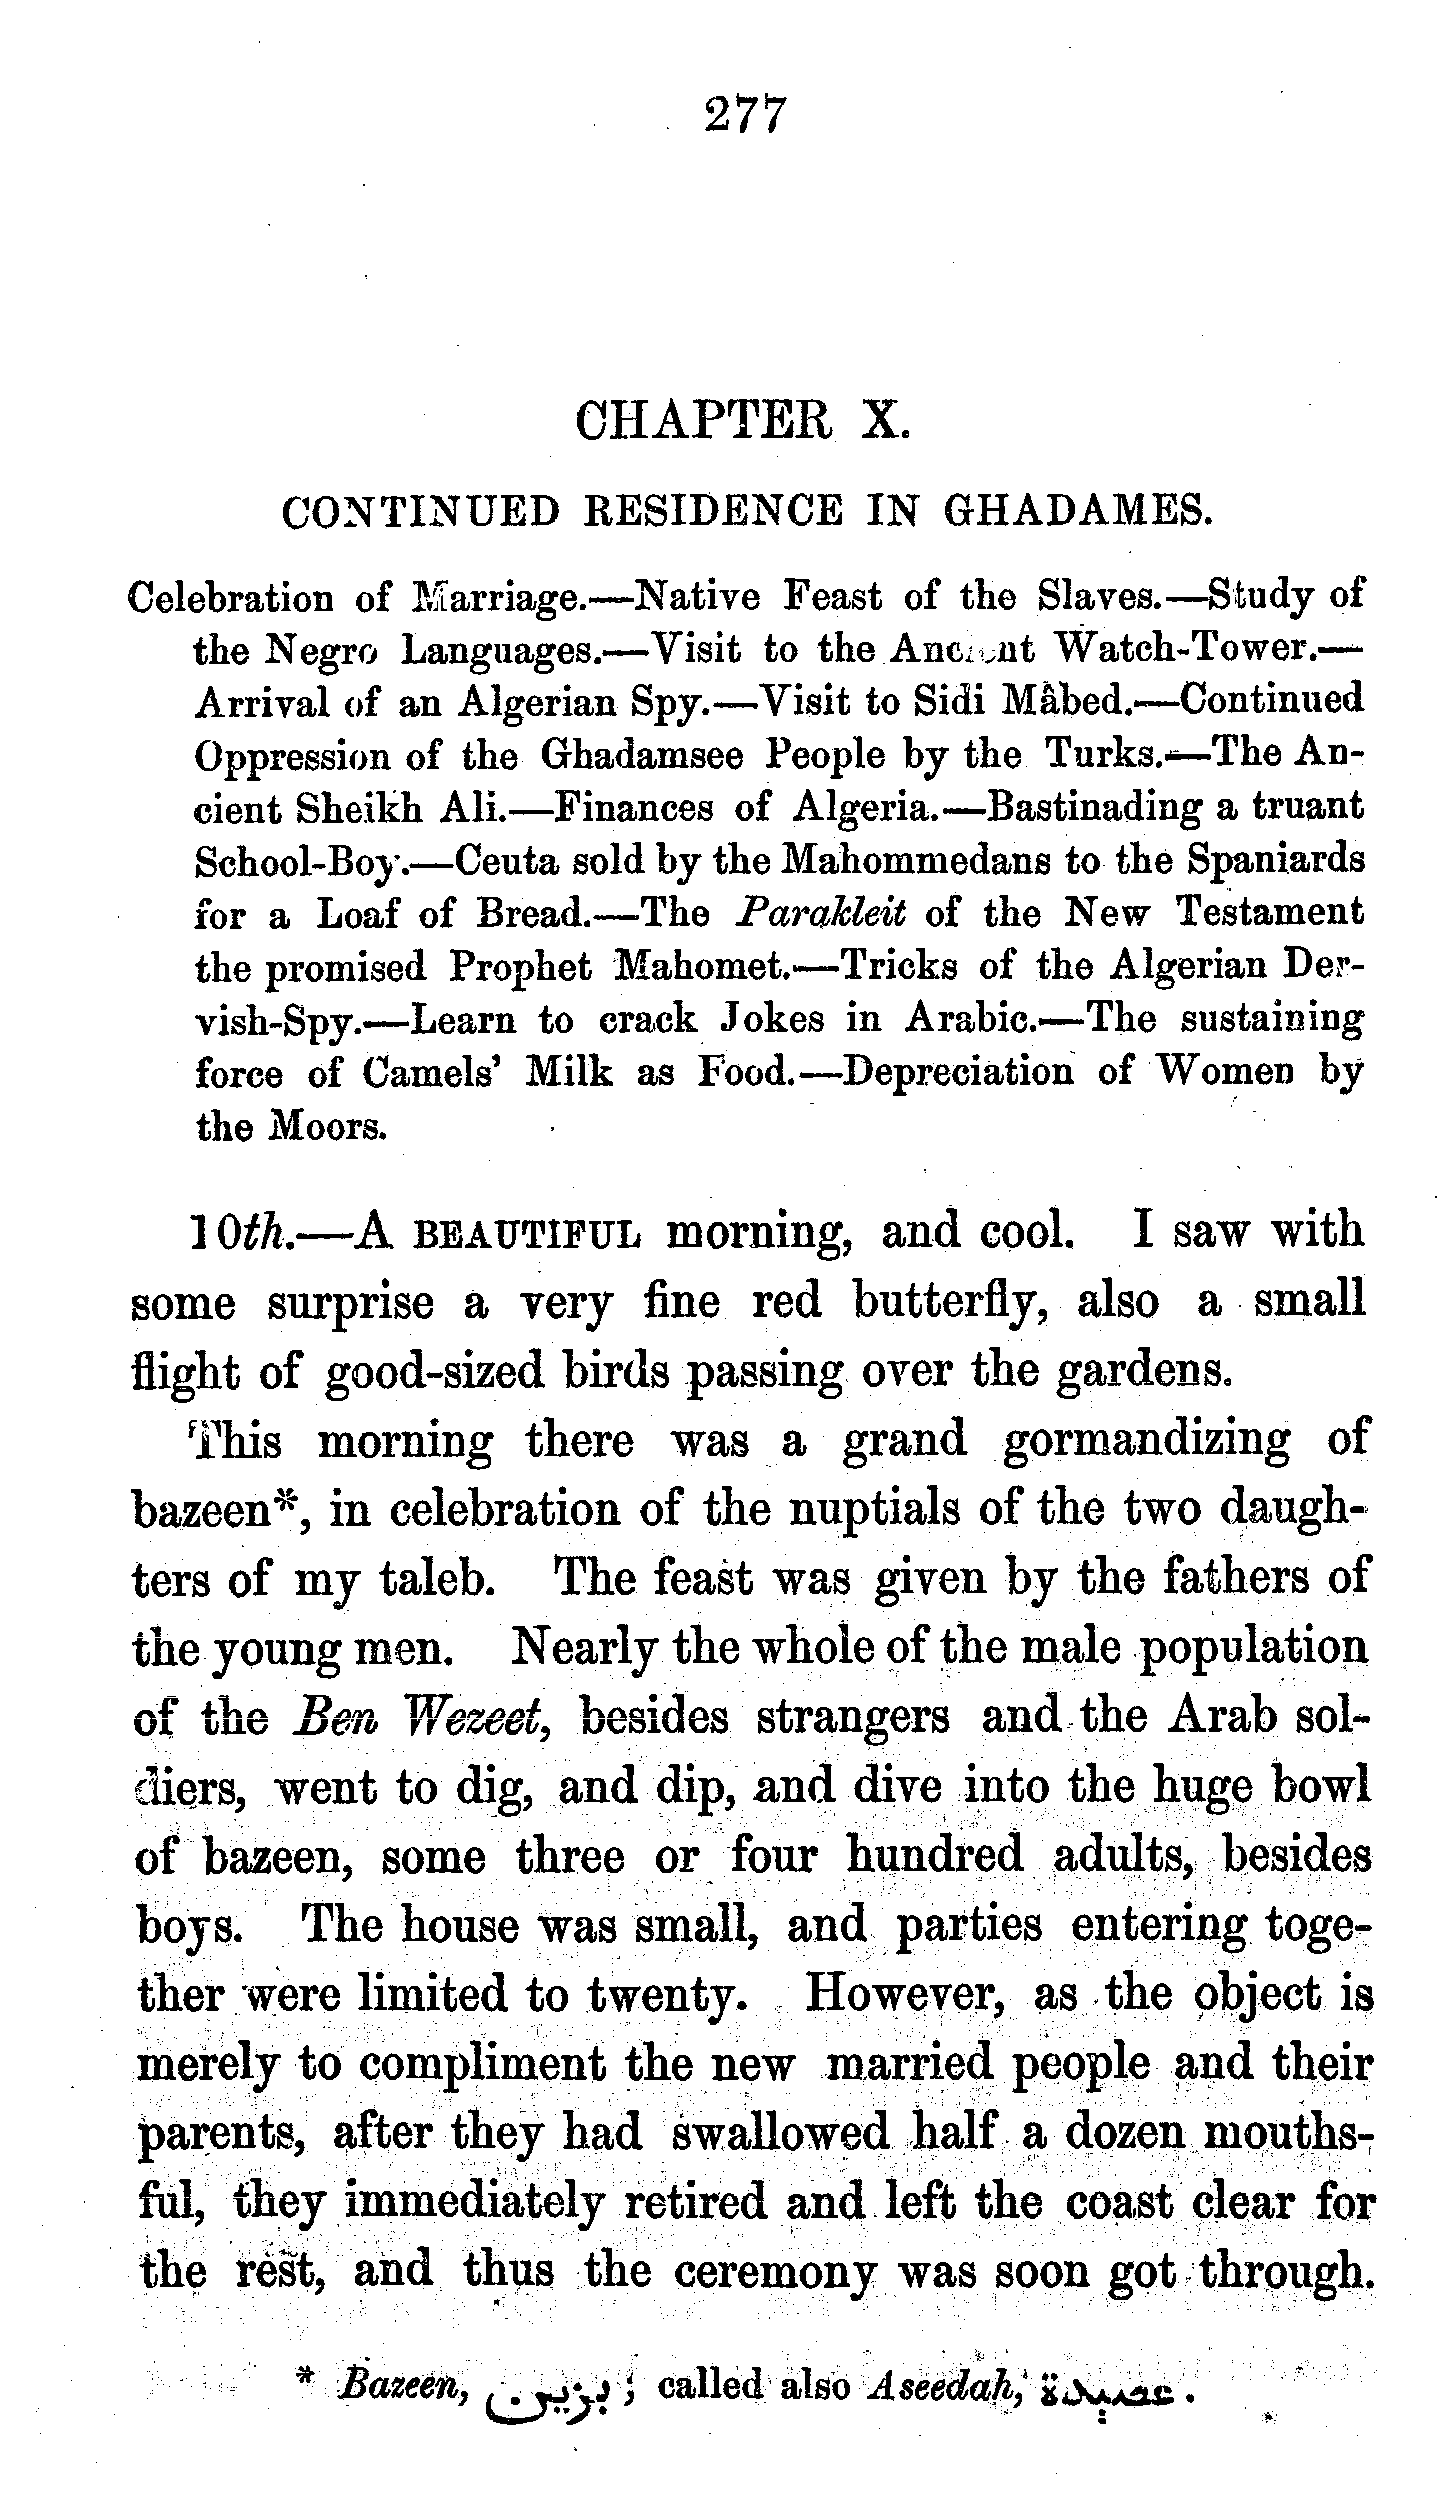 277
CHAPTER X.
CONTINUED RESIDENCE IN GHADAMES.
Celebration of Marriage.—Native Feast of the Slaves.—Study of
the Negro Languages.—Visit to the Ancient Watch-Tower.—
Arrival of an Algerian Spy.—Visit to Sidi Mâbed.—Continued
Oppression of the Ghadamsee People by the Turks.—The An-
cient Sheikh Ali.—Finances of Algeria.—Bastinading a truant
School-Boy.—Ceuta sold by the Mahommedans to the Spaniards
for a Loaf of Bread.—The Parakleit of the New Testament
the promised Prophet Mahomet.—Tricks of the Algerian Der-
vish-Spy.—Learn to crack Jokes in Arabic.—The sustaining
force of Camels' Milk as Food.—Depreciation of Women by
the Moors.
10th.—A BEAUTIFUL morning, and cool. I saw with
some surprise a very fine red butterfly, also a small
flight of good-sized birds passing over the gardens.
This morning there was a grand gormandizing of
bazeen*, in celebration of the nuptials of the two daugh-
ters of my taleb. The feast was given by the fathers of
the young men. Nearly the whole of the male population
of the Ben Wezeet, besides strangers and the Arab sol-
diers, went to dig, and dip, and dive into the huge bowl
of bazeen, some three or four hundred adults, besides
boys. The house was small, and parties entering toge-
ther were limited to twenty. However, as the object is
merely to compliment the new married people and their
parents, after they had swallowed half a dozen mouths-
ful, they immediately retired and left the coast clear for
the rest, and thus the ceremony was soon got through.
* Bazeen, بزين; called also Aseedah, عصيدة.